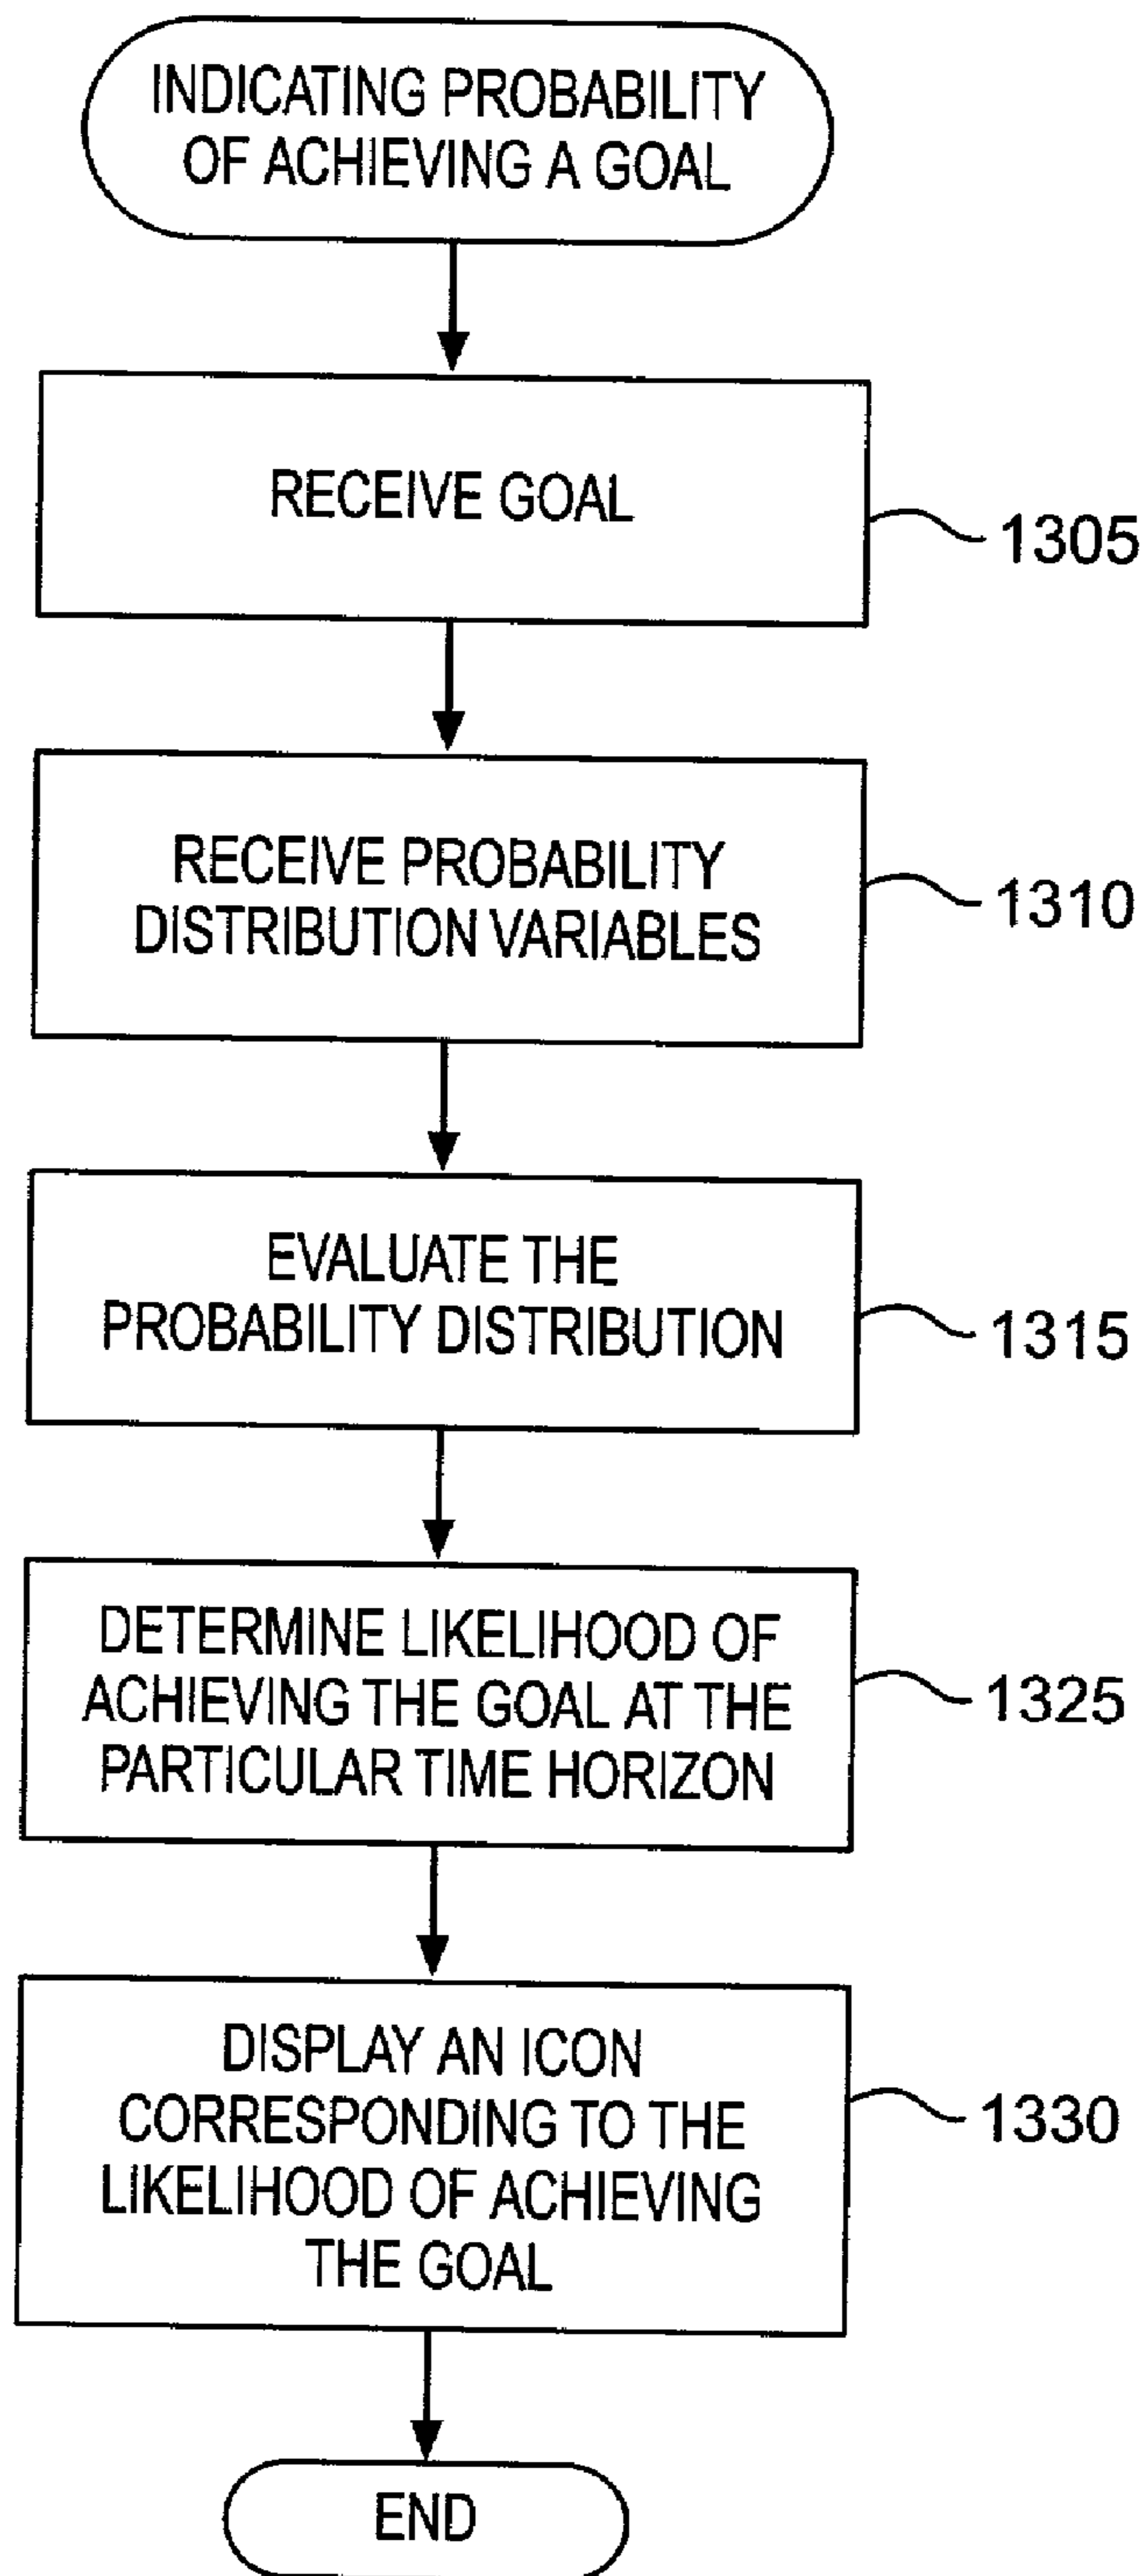 INDICATING PROBABILITY
OF ACHIEVING A GOAL
RECEIVE GOAL
1305
RECEIVE PROBABILITY
DISTRIBUTION VARIABLES
1310
EVALUATE THE
PROBABILITY DISTRIBUTION
1315
DETERMINE LIKELIHOOD OF
ACHIEVING THE GOAL AT THE
PARTICULAR TIME HORIZON
1325
DISPLAY AN ICON
CORRESPONDING TO THE
LIKELIHOOD OF ACHIEVING
THE GOAL
1330
END